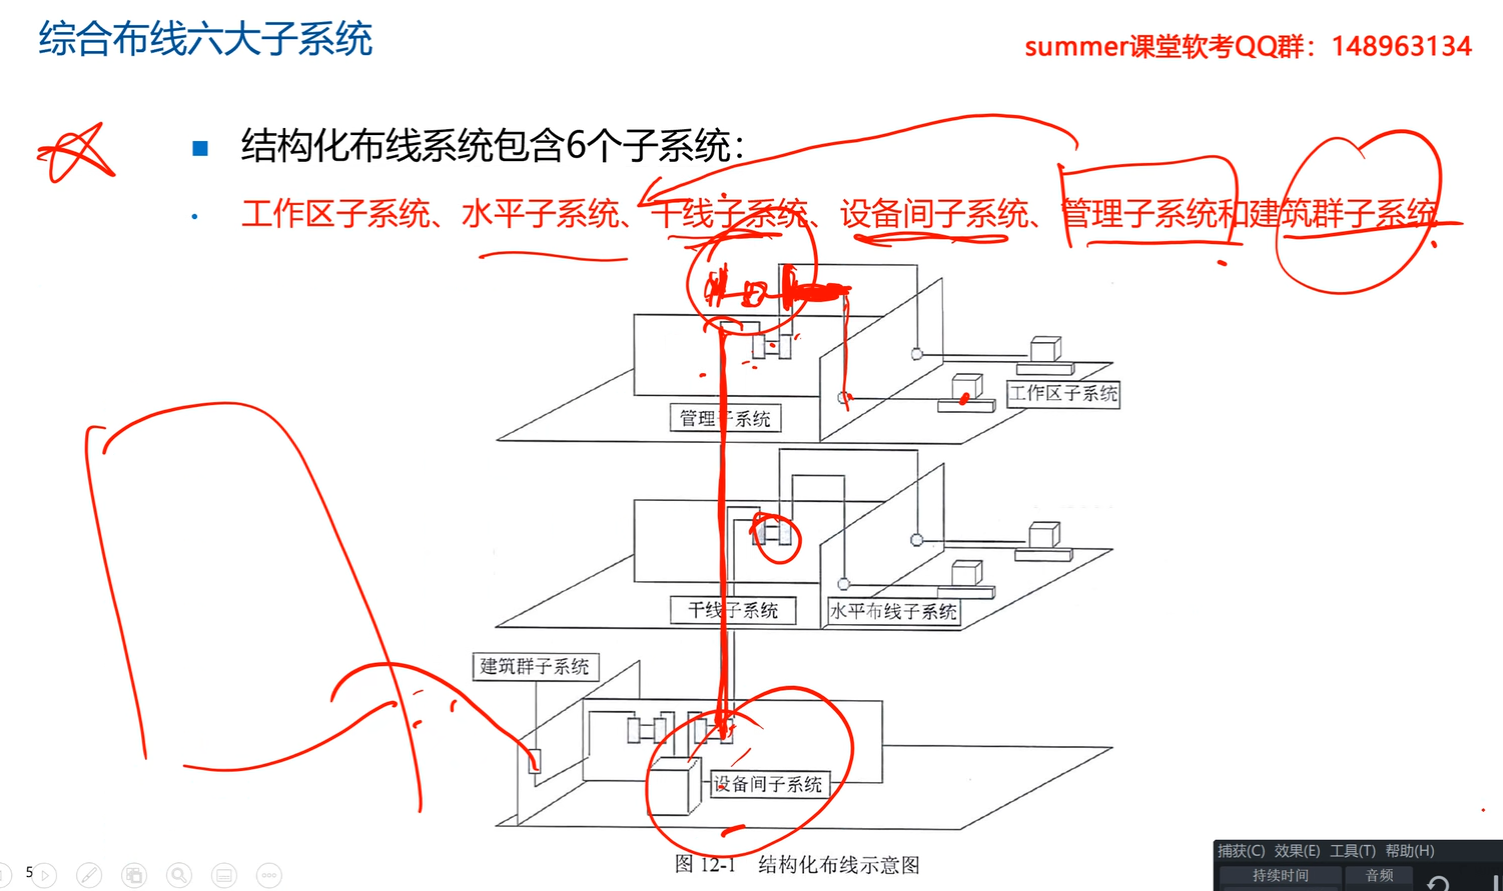 综合布线六大子系统
summer课堂软考QQ群：148963134
结构化布线系统包含6个子系统：
工作区子系统、水平子系统、干线子系统、设备间子系统、管理子系统和建筑群子系统
工作区子系统
管理子系统
干线子系统
水平布线子系统
建筑群子系统
设备间子系统
图 12-1 结构化布线示意图
5
捕获(C) 效果(E) 工具(T) 帮助(H)
持续时间 音频